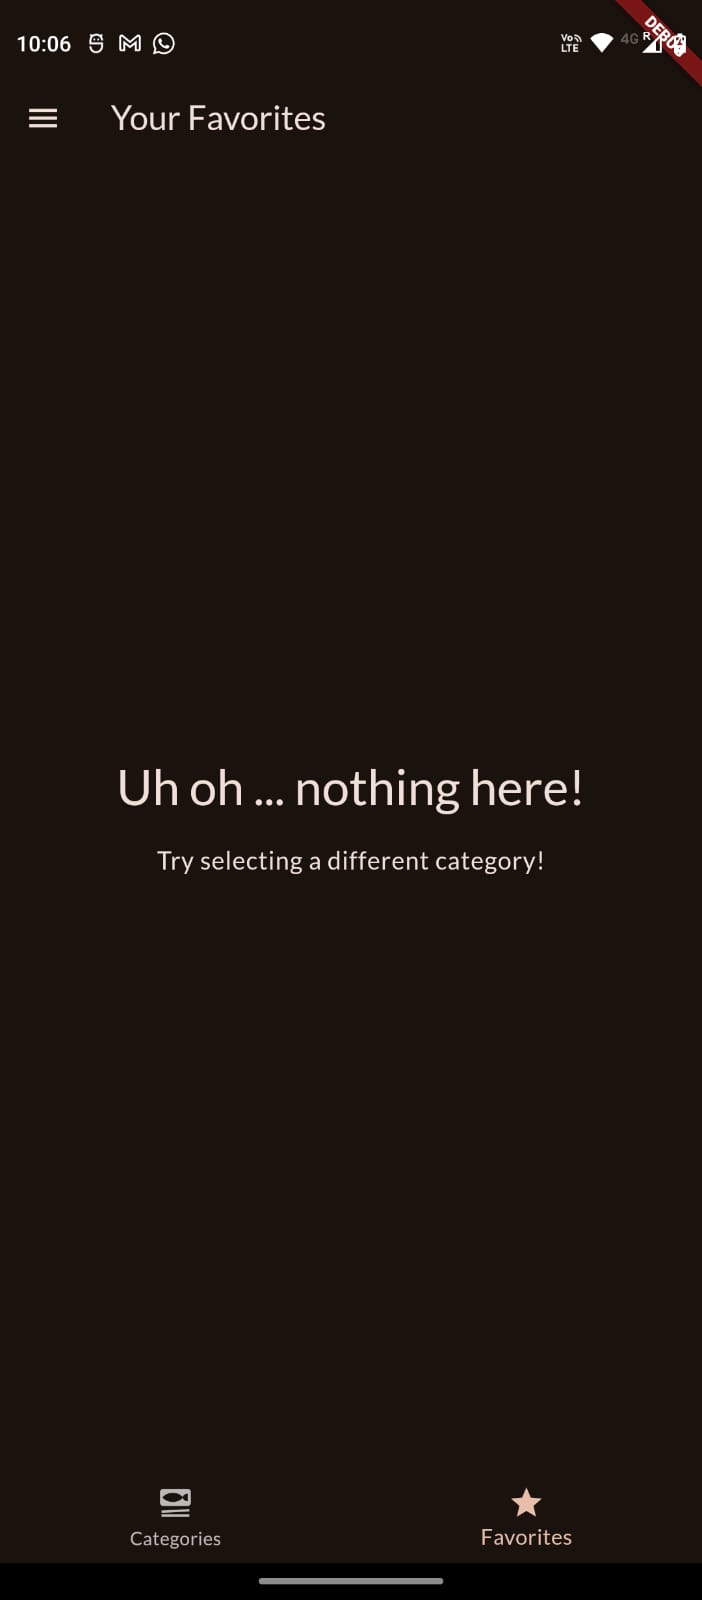 10:06
Vo
LTE
4G
R
DEBUG
Your Favorites
Uh oh ... nothing here!
Try selecting a different category!
Categories
Favorites